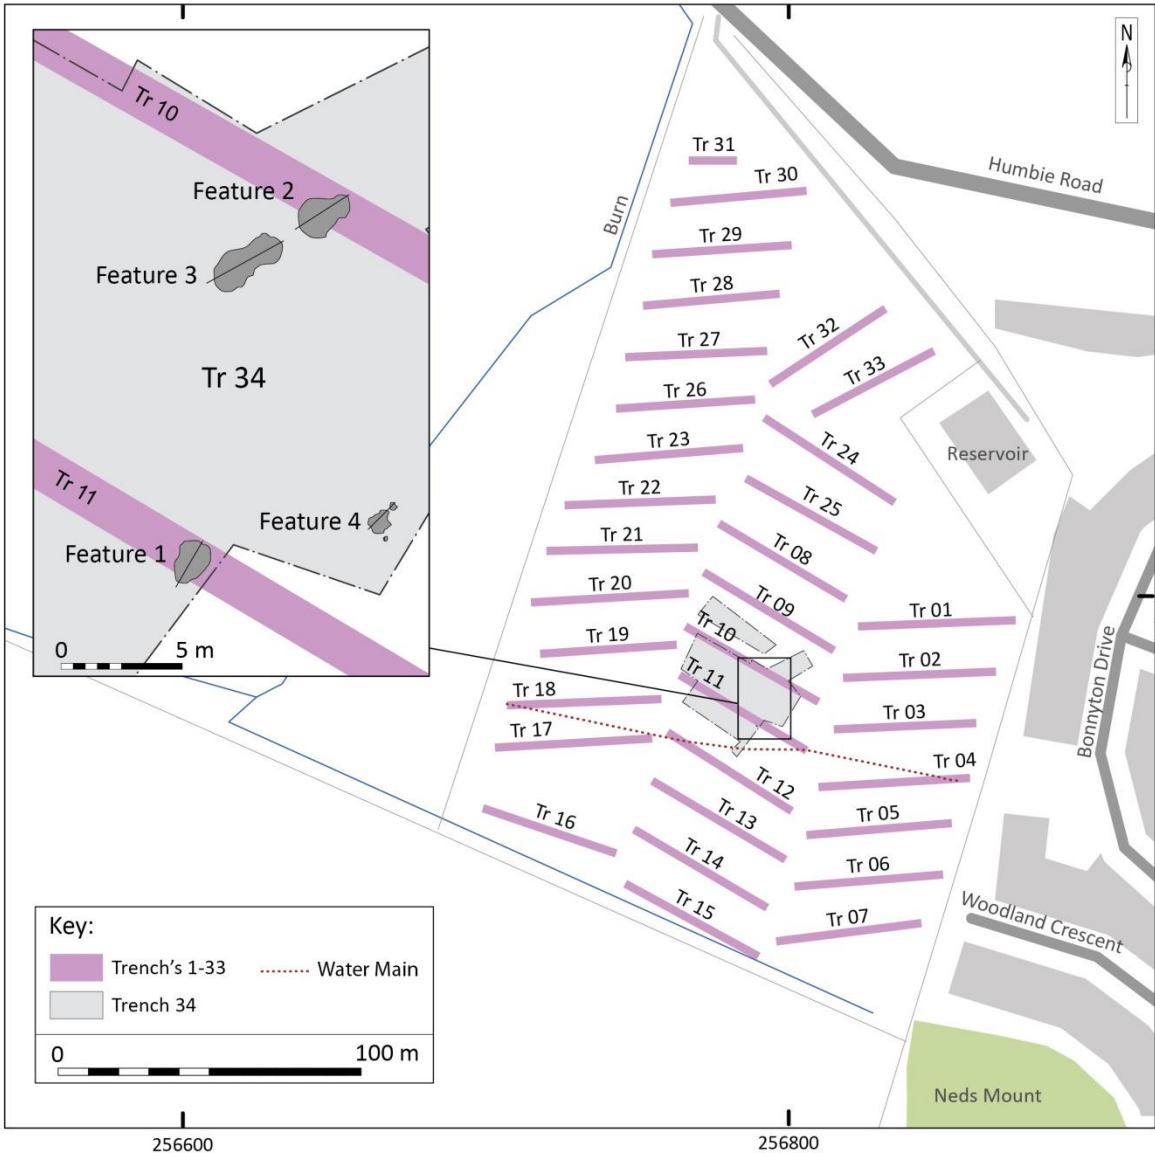 Tr 10
Feature 2
Feature 3
Tr 34
Tr 11
Feature 4
Feature 1
0 5 m
N
Humbie Road
Burn
Tr 31
Tr 30
Tr 29
Tr 28
Tr 27
Tr 32
Tr 33
Tr 26
Tr 23
Tr 24
Reservoir
Tr 22
Tr 25
Tr 21
Tr 08
Tr 20
Tr 09
Tr 01
Tr 19
Tr 10
Tr 02
Tr 11
Tr 18
Tr 03
Tr 17
Tr 04
Bonnyton Drive
Tr 12
Tr 16
Tr 13
Tr 05
Tr 14
Tr 06
Tr 15
Tr 07
Woodland Crescent
Neds Mount
Key:
Trench's 1-33
Water Main
Trench 34
0 100 m
256600
256800